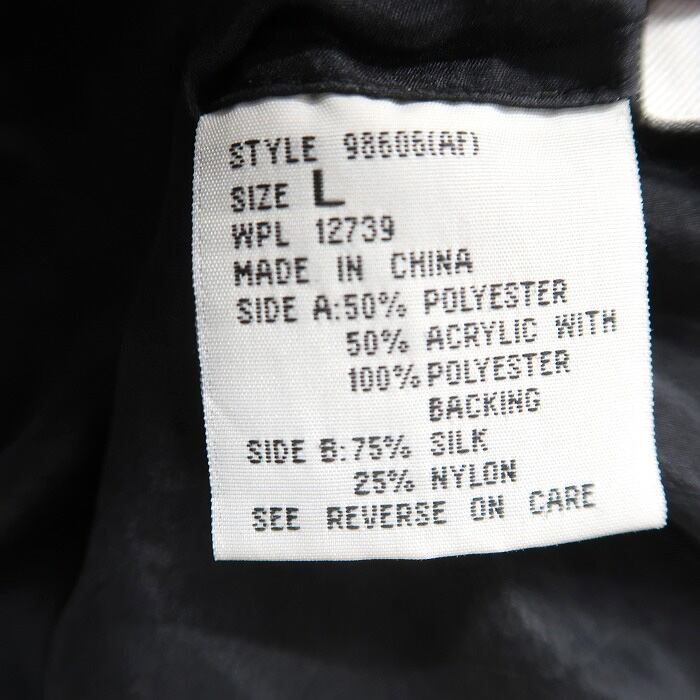 STYLE 98606(AF)
SIZE L
WPL 12739
MADE IN CHINA
SIDE A:50% POLYESTER
50% ACRYLIC WITH
100% POLYESTER
BACKING
SIDE B:75% SILK
25% NYLON
SEE REVERSE ON CARE